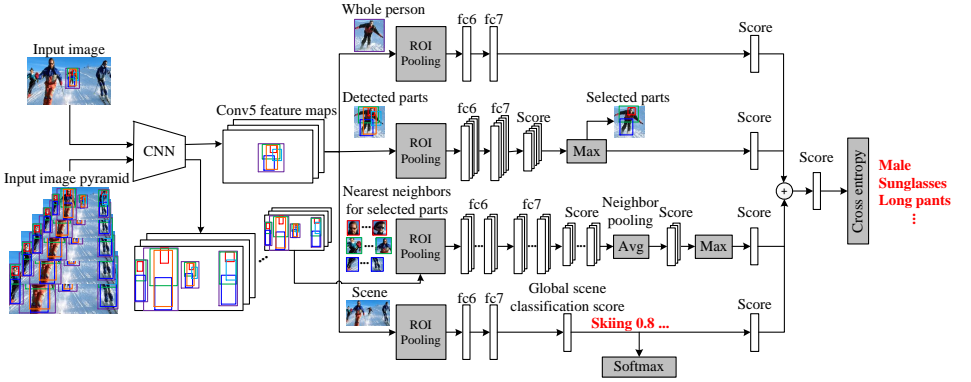 Input image
CNN
Input image pyramid
Conv5 feature maps
Whole person
ROI
Pooling
fc6
fc7
Score
Detected parts
ROI
Pooling
fc6
fc7
Score
Max
Selected parts
Score
Nearest neighbors
for selected parts
ROI
Pooling
fc6
fc7
Score
Neighbor
pooling
Avg
Score
Max
Score
Scene
ROI
Pooling
fc6
fc7
Global scene
classification score
Skiing 0.8 ...
Softmax
Score
Score
Cross entropy
Male
Sunglasses
Long pants
...